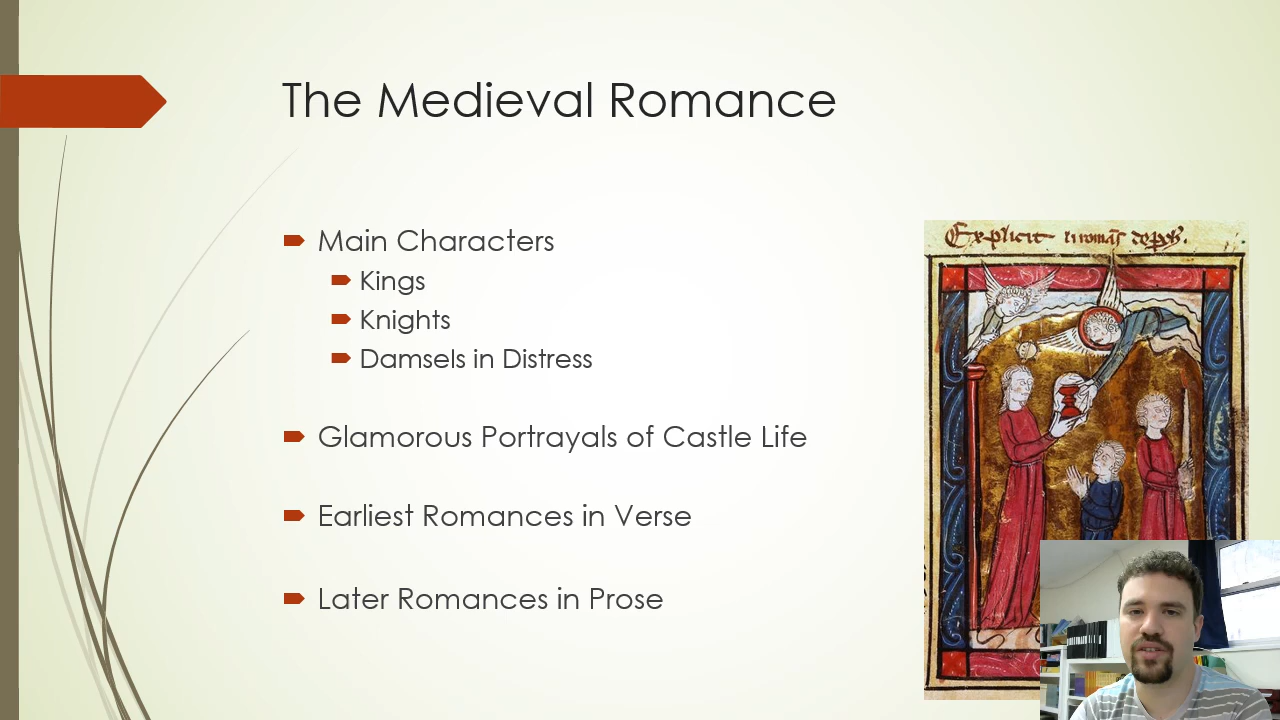 The Medieval Romance
Main Characters
Kings
Knights
Damsels in Distress
Glamorous Portrayals of Castle Life
Earliest Romances in Verse
Later Romances in Prose
Explicit